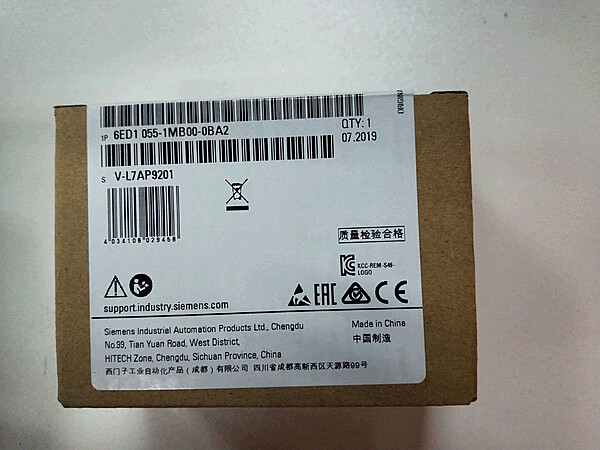 ORIGINAL
1P 6ED1 055-1MB00-0BA2
QTY: 1
07.2019
S V-L7AP9201
4034108029458
质量检验合格
KCC-REM-S49-
LOGO
EAC
CE
support.industry.siemens.com
Siemens Industrial Automation Products Ltd., Chengdu
No.99, Tian Yuan Road, West District,
HITECH Zone, Chengdu, Sichuan Province, China
西门子工业自动化产品（成都）有限公司 四川省成都高新西区天源路99号
Made in China
中国制造